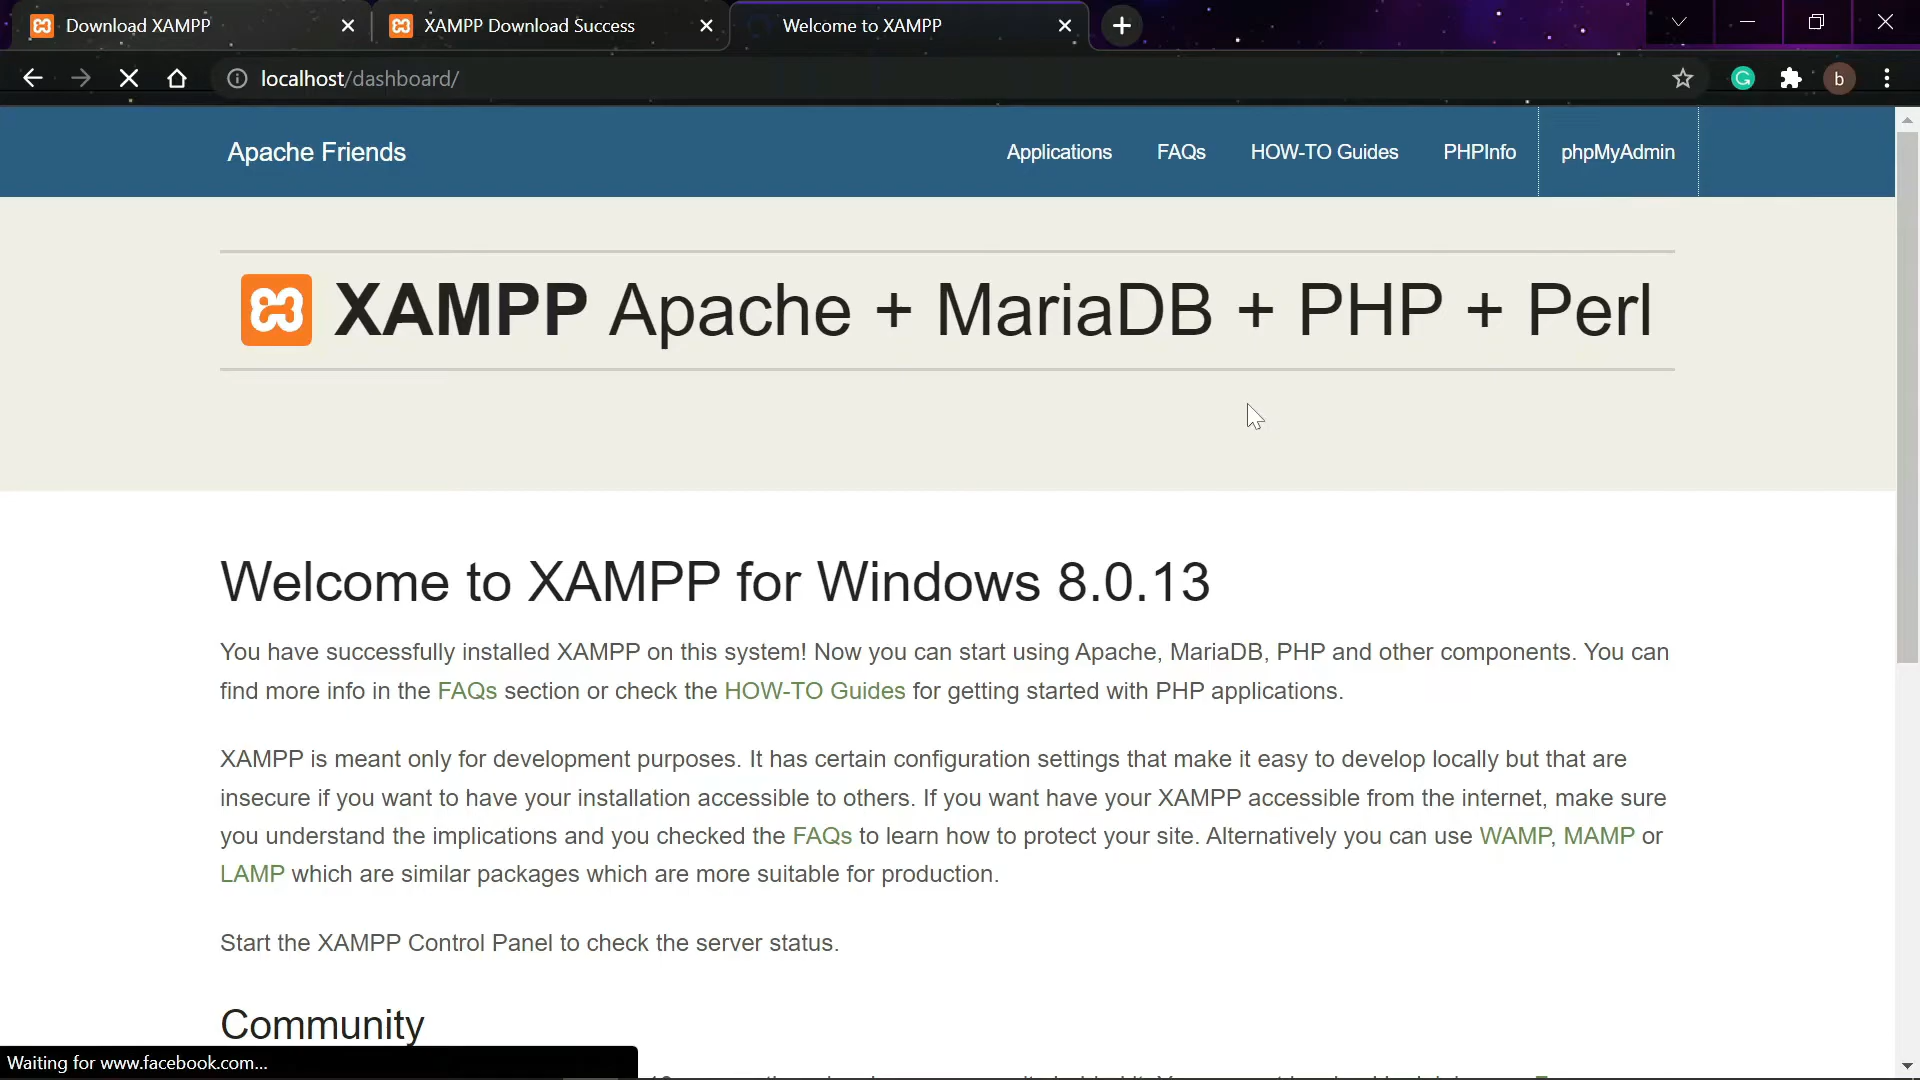 Download XAMPP
XAMPP Download Success
Welcome to XAMPP
localhost/dashboard/
b
Apache Friends
Applications
FAQs
HOW-TO Guides
PHPInfo
phpMyAdmin
XAMPP Apache + MariaDB + PHP + Perl
Welcome to XAMPP for Windows 8.0.13
You have successfully installed XAMPP on this system! Now you can start using Apache, MariaDB, PHP and other components. You can
find more info in the FAQs section or check the HOW-TO Guides for getting started with PHP applications.
XAMPP is meant only for development purposes. It has certain configuration settings that make it easy to develop locally but that are
insecure if you want to have your installation accessible to others. If you want have your XAMPP accessible from the internet, make sure
you understand the implications and you checked the FAQs to learn how to protect your site. Alternatively you can use WAMP, MAMP or
LAMP which are similar packages which are more suitable for production.
Start the XAMPP Control Panel to check the server status.
Community
Waiting for www.facebook.com...